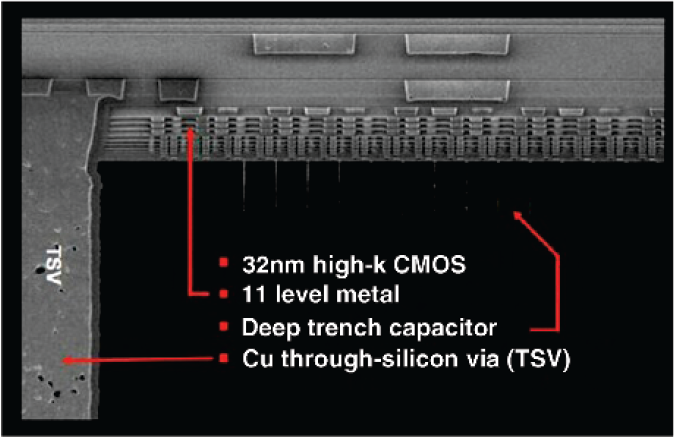 TSV
32nm high-k CMOS
11 level metal
Deep trench capacitor
Cu through-silicon via (TSV)